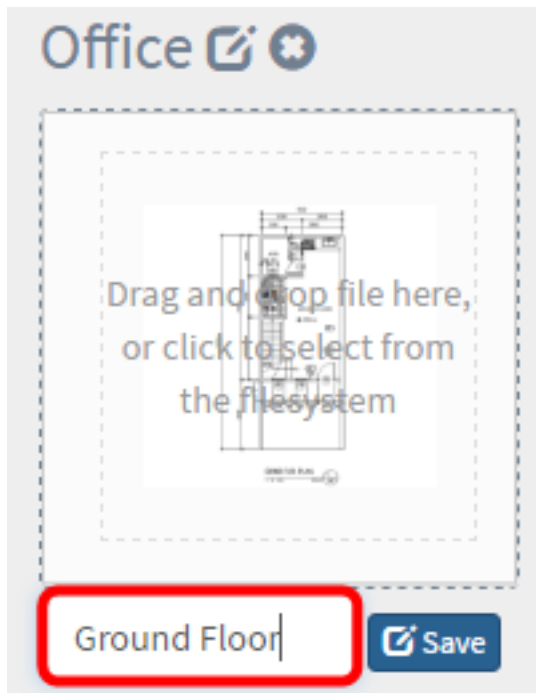 Office
Drag and drop file here,
or click to select from
the filesystem
Ground Floor
Save